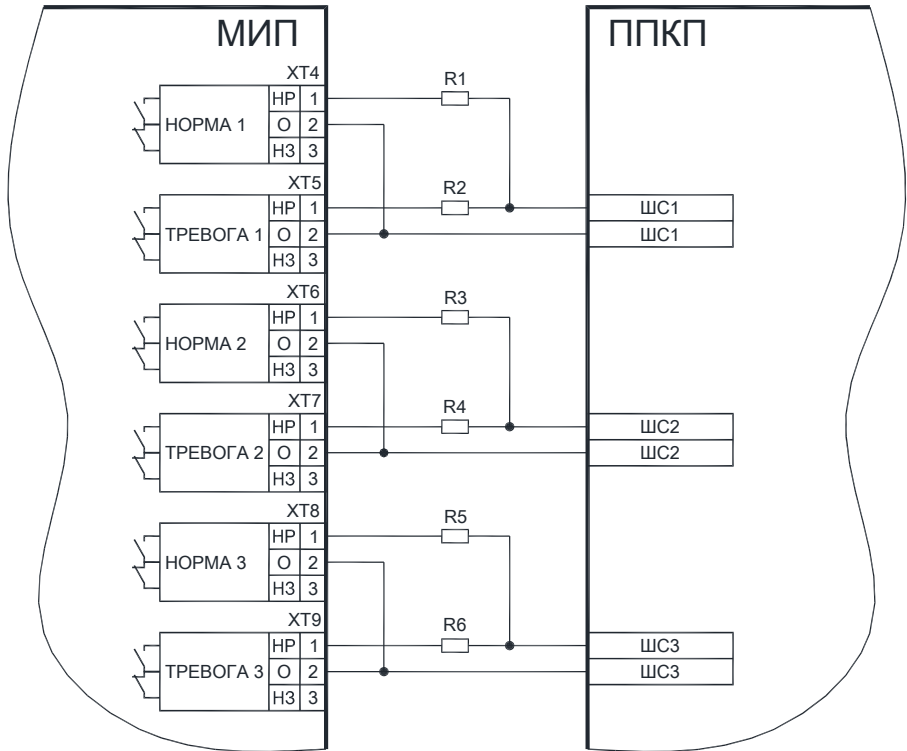 МИП
ППКП
XT4
R1
НР 1
НОРМА 1
О 2
НЗ 3
XT5
R2
НР 1
ШС1
ТРЕВОГА 1
О 2
ШС1
НЗ 3
XT6
R3
НР 1
НОРМА 2
О 2
НЗ 3
XT7
R4
НР 1
ШС2
ТРЕВОГА 2
О 2
ШС2
НЗ 3
XT8
R5
НР 1
НОРМА 3
О 2
НЗ 3
XT9
R6
НР 1
ШС3
ТРЕВОГА 3
О 2
ШС3
НЗ 3